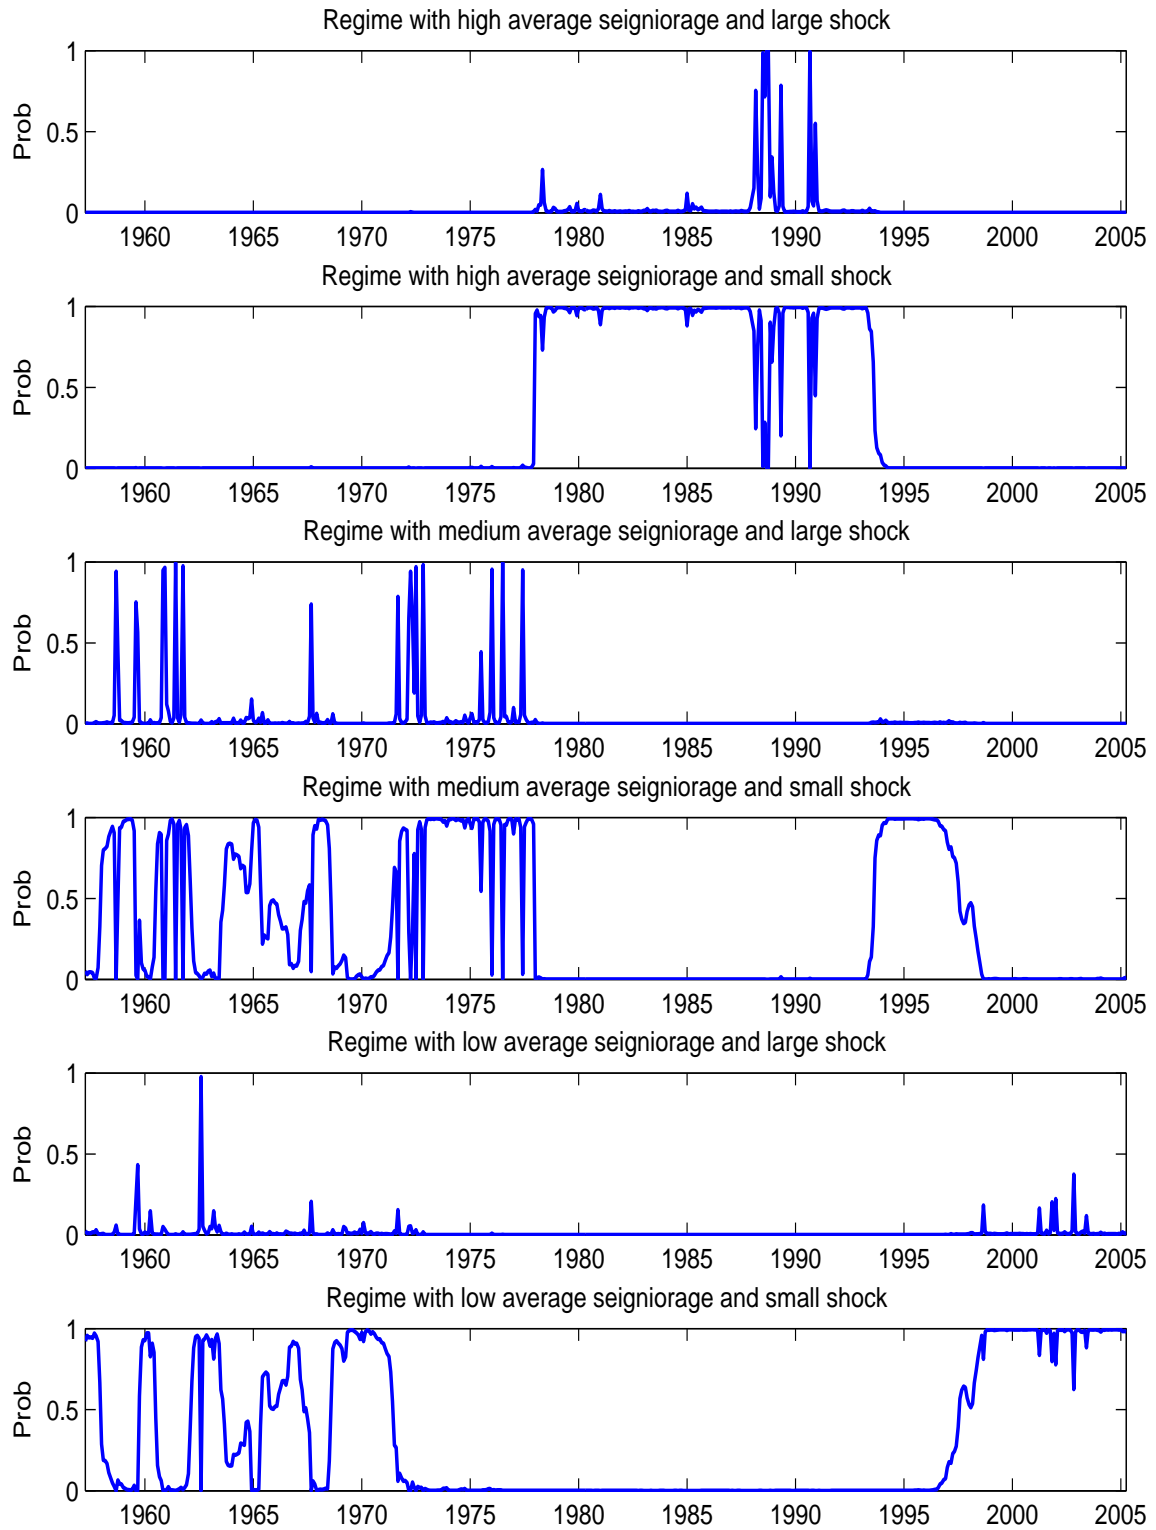 Regime with high average seigniorage and large shock
Prob
1
0.5
0
1960 1965 1970 1975 1980 1985 1990 1995 2000 2005
Regime with high average seigniorage and small shock
Prob
1
0.5
0
1960 1965 1970 1975 1980 1985 1990 1995 2000 2005
Regime with medium average seigniorage and large shock
Prob
1
0.5
0
1960 1965 1970 1975 1980 1985 1990 1995 2000 2005
Regime with medium average seigniorage and small shock
Prob
1
0.5
0
1960 1965 1970 1975 1980 1985 1990 1995 2000 2005
Regime with low average seigniorage and large shock
Prob
1
0.5
0
1960 1965 1970 1975 1980 1985 1990 1995 2000 2005
Regime with low average seigniorage and small shock
Prob
1
0.5
0
1960 1965 1970 1975 1980 1985 1990 1995 2000 2005